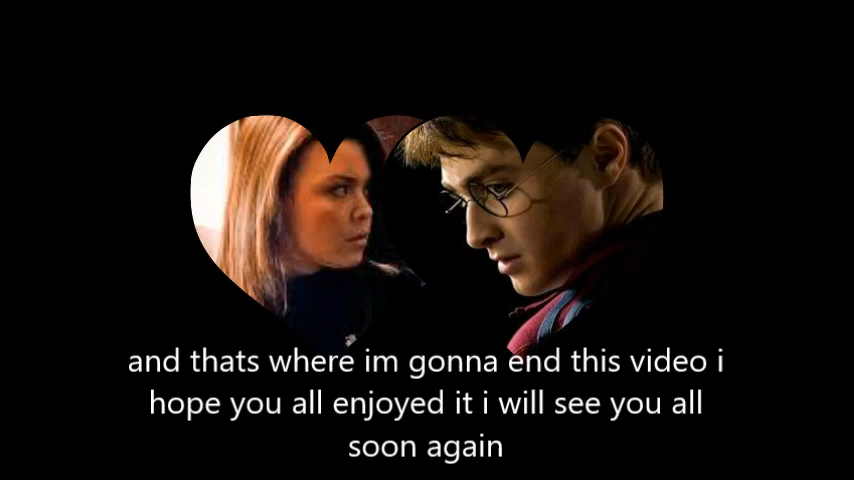 and thats where im gonna end this video i
hope you all enjoyed it i will see you all
soon again